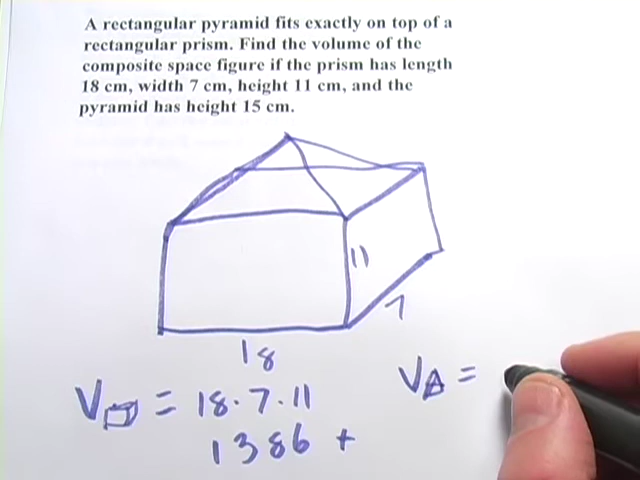 A rectangular pyramid fits exactly on top of a
rectangular prism. Find the volume of the
composite space figure if the prism has length
18 cm, width 7 cm, height 11 cm, and the
pyramid has height 15 cm.
11
7
18
V = 18·7·11
V =
1386 +